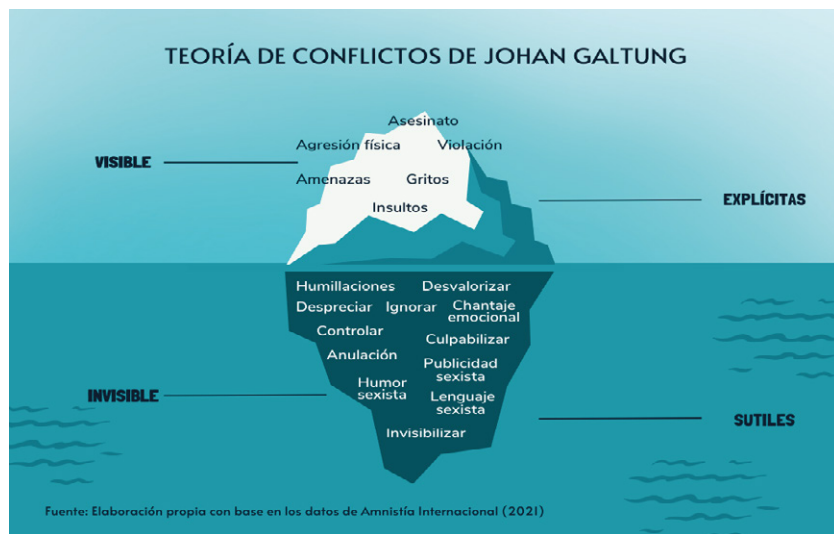 TEORÍA DE CONFLICTOS DE JOHAN GALTUNG
Asesinato
Agresión física Violación
VISIBLE
Amenazas Gritos
EXPLÍCITAS
Insultos
Humillaciones Desvalorizar
Despreciar Ignorar Chantaje
emocional
Controlar
Culpabilizar
Anulación
Publicidad
sexista
Humor
sexista
INVISIBLE
Lenguaje
sexista
SUTILES
Invisibilizar
Fuente: Elaboración propia con base en los datos de Amnistía Internacional (2021)